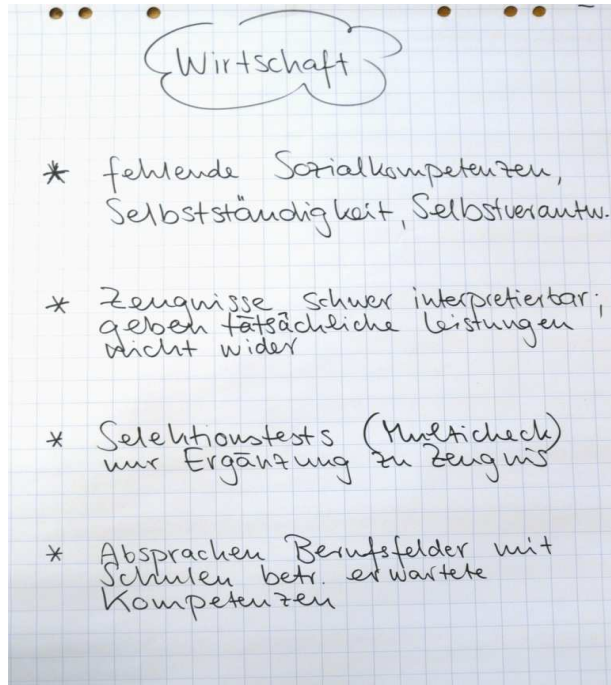 Wirtschaft
* fehlende Sozialkompetenzen,
Selbstständigkeit, Selbstverantw.
* Zeugnisse schwer interpretierbar;
geben tatsächliche Leistungen
nicht wider
* Selektionstests (Multicheck)
nur Ergänzung zu Zeugnis
* Absprachen Berufsfelder mit
Schulen betr. erwartete
Kompetenzen